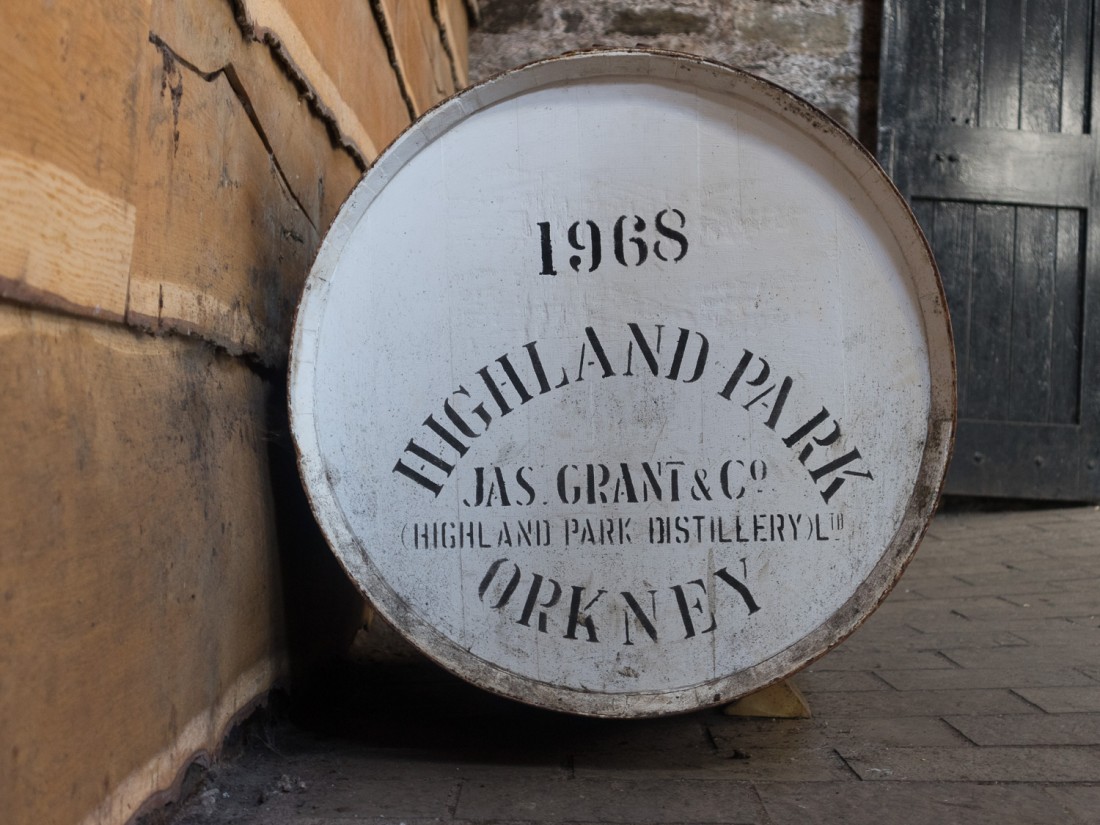 1968
HIGHLAND PARK
JAS. GRANT & Cº
(HIGHLAND PARK DISTILLERY) LTD
ORKNEY